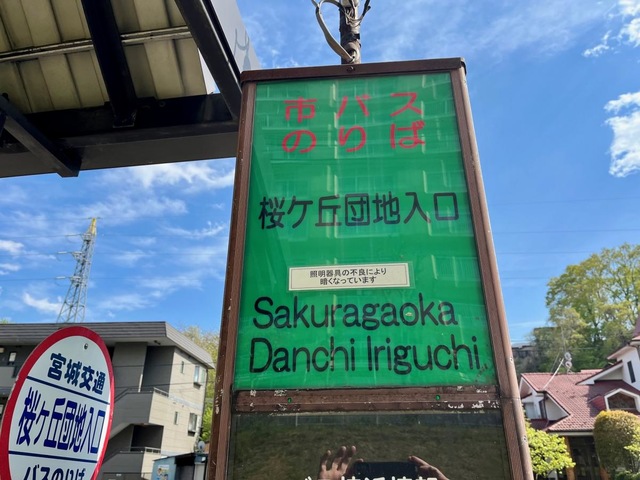 市バス
のりば
桜ケ丘団地入口
照明器具の不良により
暗くなっています
Sakuragaoka
Danchi Iriguchi
宮城交通
桜ケ丘団地入口
バスのりば